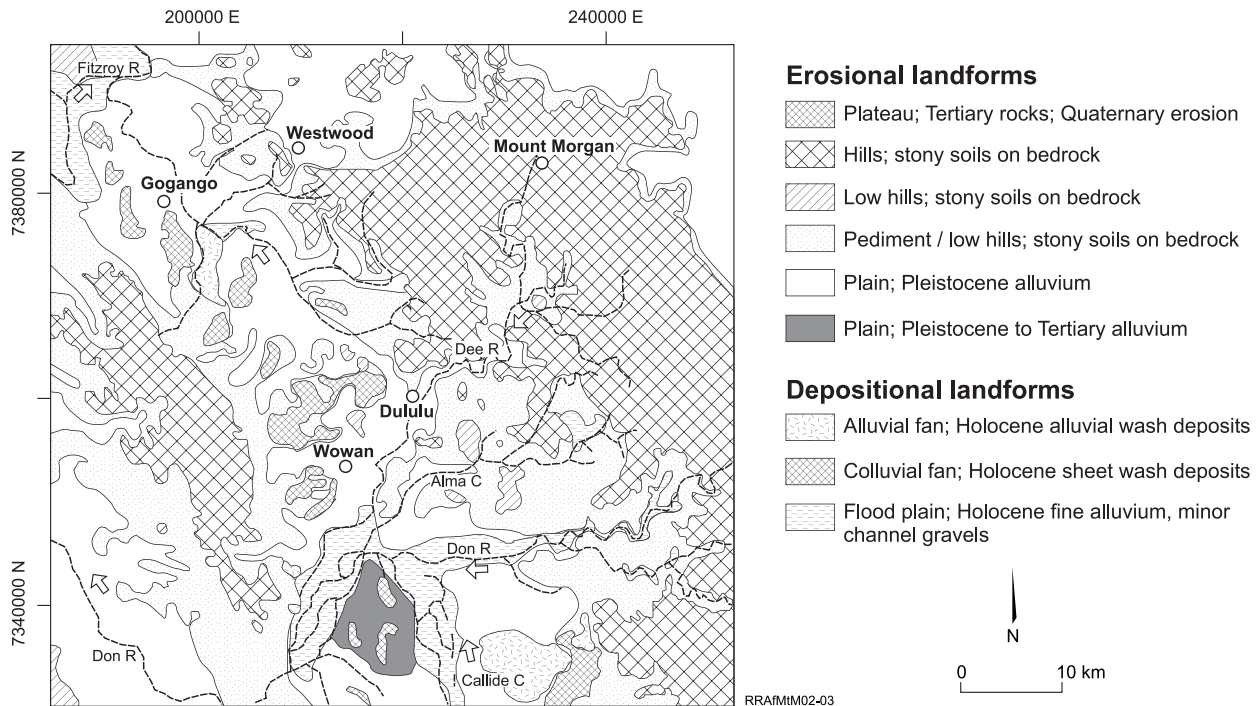 200000 E
240000 E
7380000 N
7340000 N
Fitzroy R
Westwood
Mount Morgan
Gogango
Dee R
Dululu
Wowan
Alma C
Don R
Don R
Callide C
RRAfMtM02-03
Erosional landforms
Plateau; Tertiary rocks; Quaternary erosion
Hills; stony soils on bedrock
Low hills; stony soils on bedrock
Pediment / low hills; stony soils on bedrock
Plain; Pleistocene alluvium
Plain; Pleistocene to Tertiary alluvium
Depositional landforms
Alluvial fan; Holocene alluvial wash deposits
Colluvial fan; Holocene sheet wash deposits
Flood plain; Holocene fine alluvium, minor
channel gravels
N
0 10 km